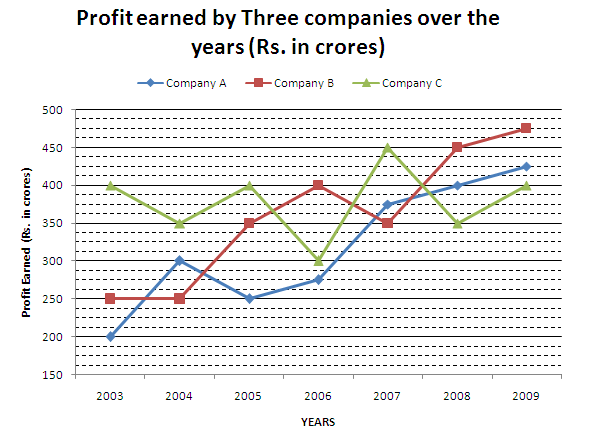 Profit earned by Three companies over the
years (Rs. in crores)
Company A Company B Company C
Profit Earned (Rs. in crores)
500
450
400
350
300
250
200
150
2003 2004 2005 2006 2007 2008 2009
YEARS